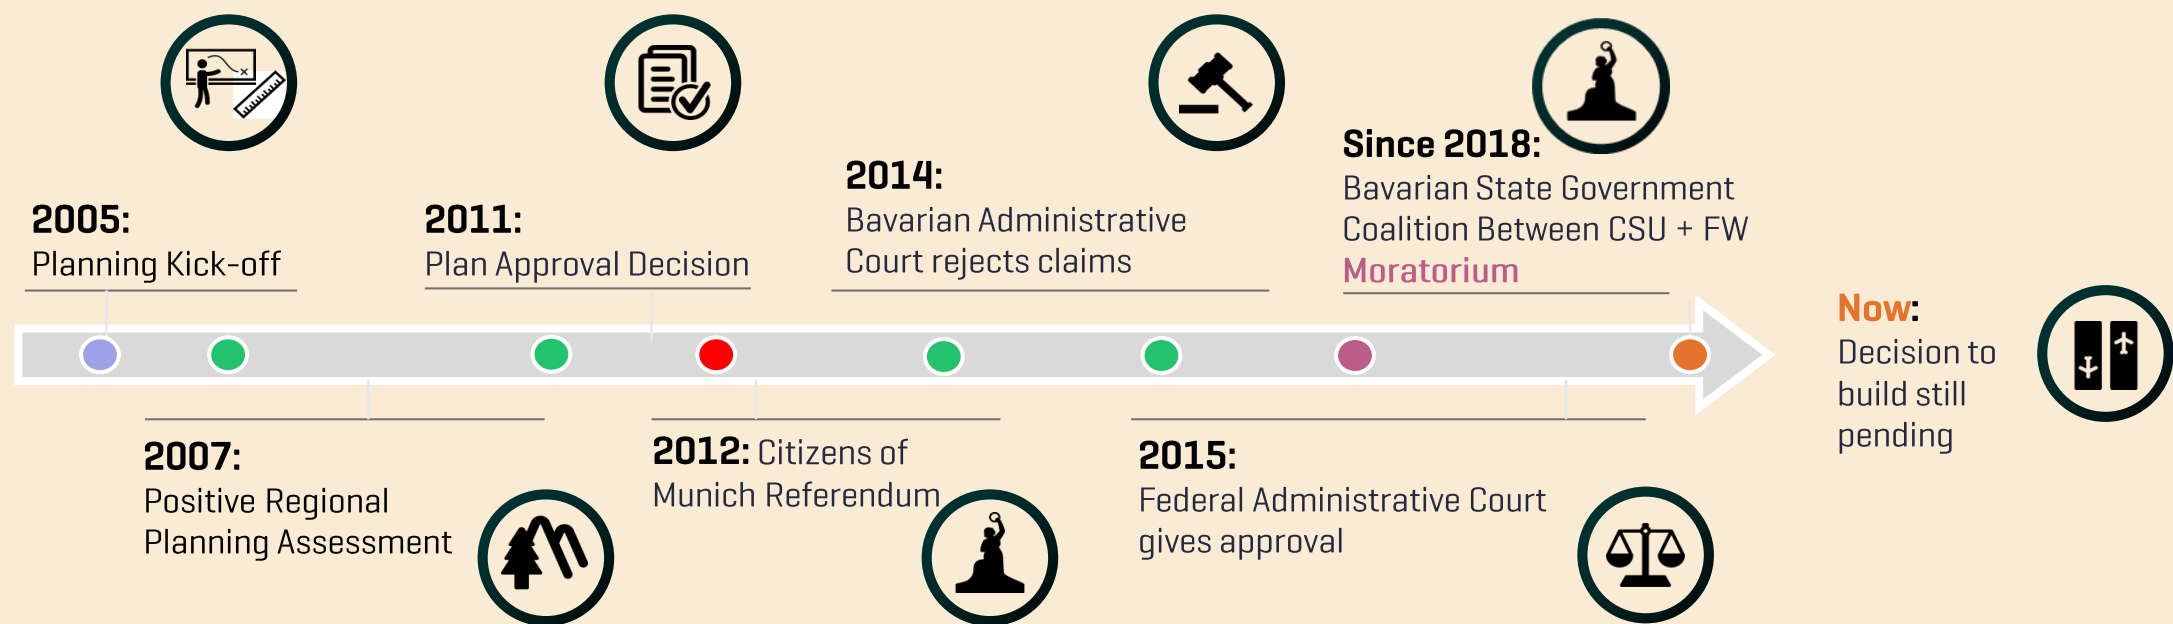 2005:
Planning Kick-off
2007:
Positive Regional
Planning Assessment
2011:
Plan Approval Decision
2012: Citizens of
Munich Referendum
2014:
Bavarian Administrative
Court rejects claims
2015:
Federal Administrative Court
gives approval
Since 2018:
Bavarian State Government
Coalition Between CSU + FW
Moratorium
Now:
Decision to
build still
pending